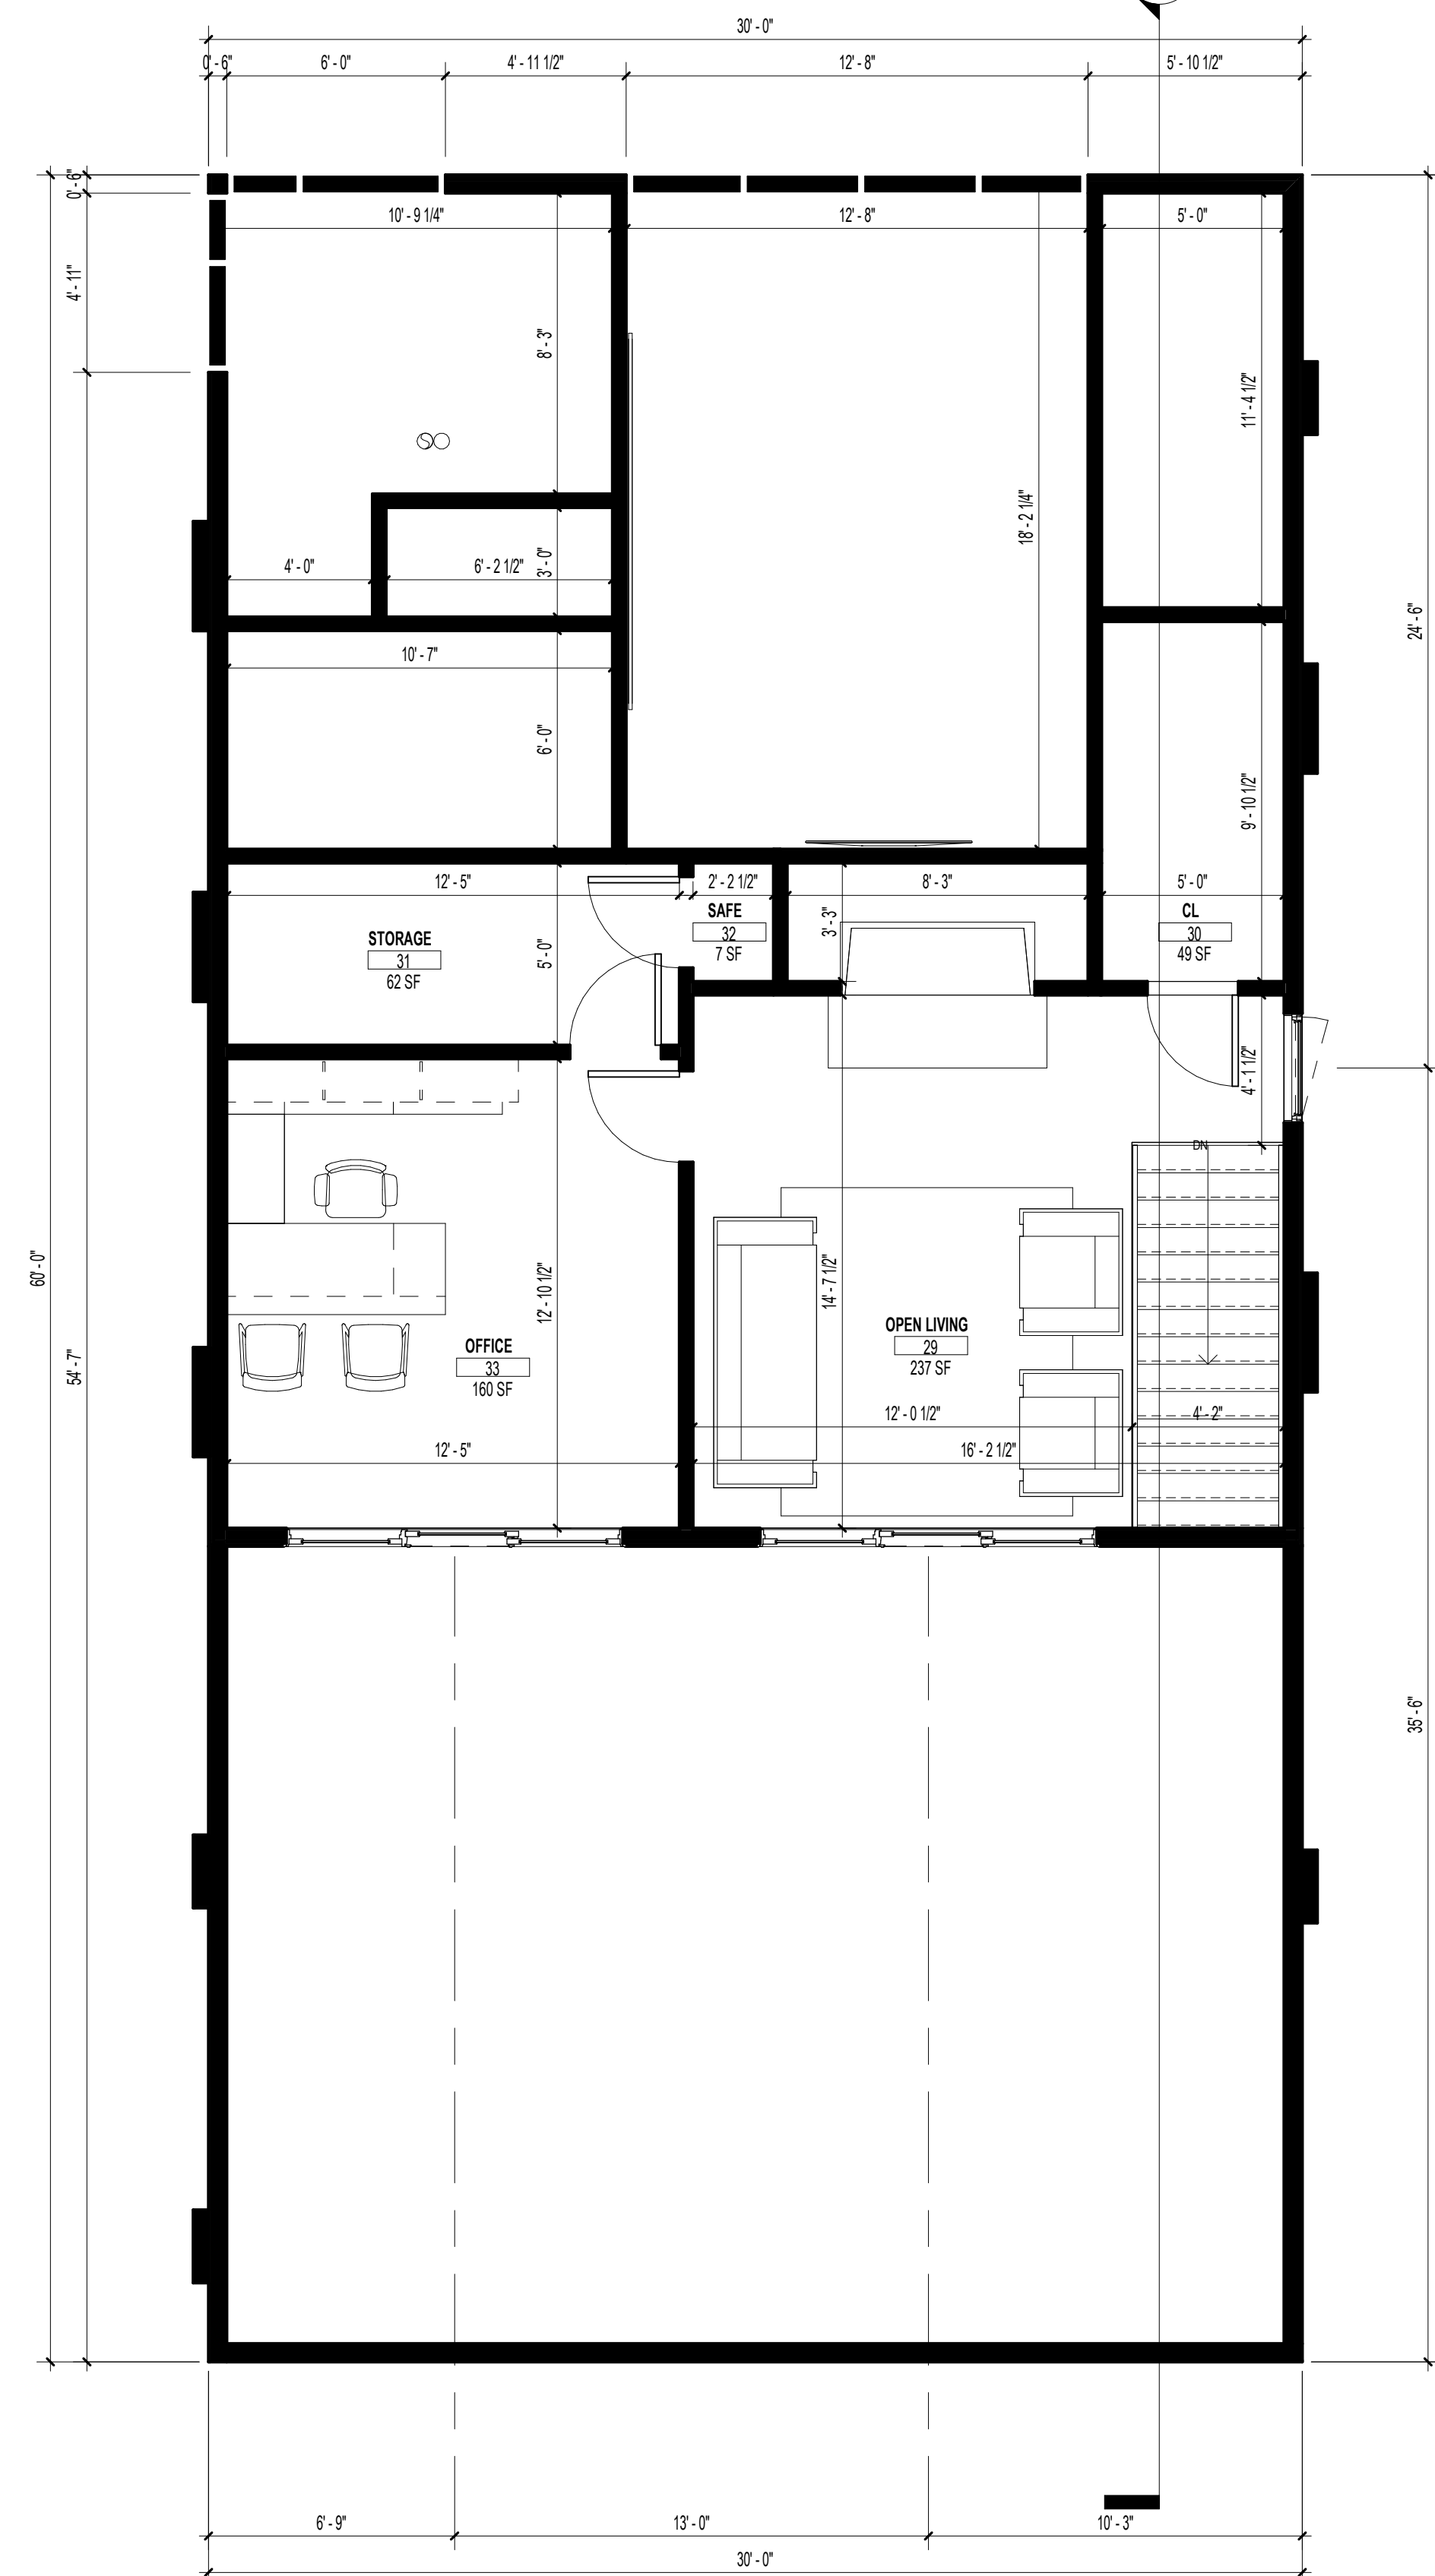 30' - 0"
0' - 6" 6' - 0" 4' - 11 1/2" 12' - 8" 5' - 10 1/2"
0' - 6"
10' - 9 1/4" 12' - 8" 5' - 0"
4' - 11"
8' - 3"
11' - 4 1/2"
S
18' - 2 1/4"
4' - 0" 6' - 2 1/2" 3' - 0"
24' - 6"
10' - 7"
6' - 0"
9' - 10 1/2"
12' - 5" 2' - 2 1/2" 8' - 3" 5' - 0"
SAFE
32
7 SF
3' - 3"
CL
30
49 SF
STORAGE
31
62 SF
5' - 0"
4' - 1 1/2"
DN
60' - 0"
54' - 7"
12' - 10 1/2"
14' - 7 1/2"
OPEN LIVING
29
237 SF
OFFICE
33
160 SF
12' - 0 1/2" 4' - 2"
12' - 5" 16' - 2 1/2"
35' - 6"
6' - 9" 13' - 0" 10' - 3"
30' - 0"